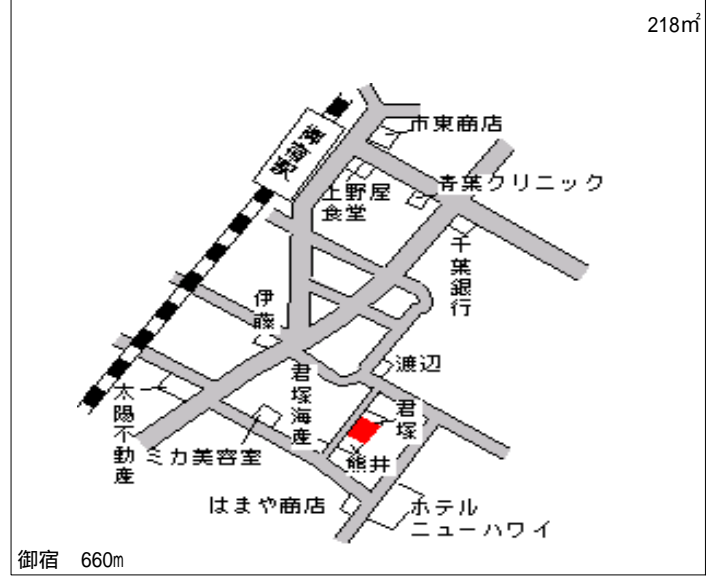 218㎡
御宿駅
市東商店
上野屋
食堂
青葉クリニック
千葉銀行
伊藤
渡辺
君塚海産
君塚
太陽不動産
ミカ美容室
熊井
はまや商店
ホテル
ニューハワイ
御宿 660m